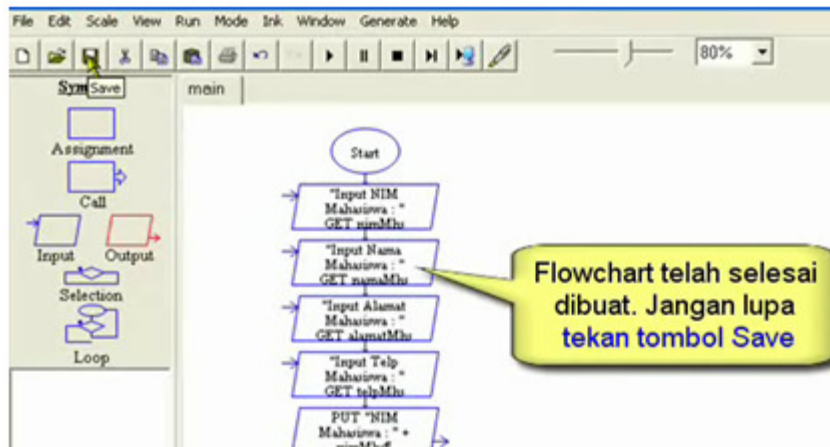 File Edit Scale View Run Mode Ink Window Generate Help
80%
Save
main
Assignment
Call
Input Output
Selection
Loop
Start
"Input NIM
Mahasiswa : "
GET nimMhs
"Input Nama
Mahasiswa : "
GET namaMhs
"Input Alamat
Mahasiswa : "
GET alamatMhs
"Input Telp
Mahasiswa : "
GET telpMhs
PUT "NIM
Mahasiswa : " +
Flowchart telah selesai
dibuat. Jangan lupa
tekan tombol Save